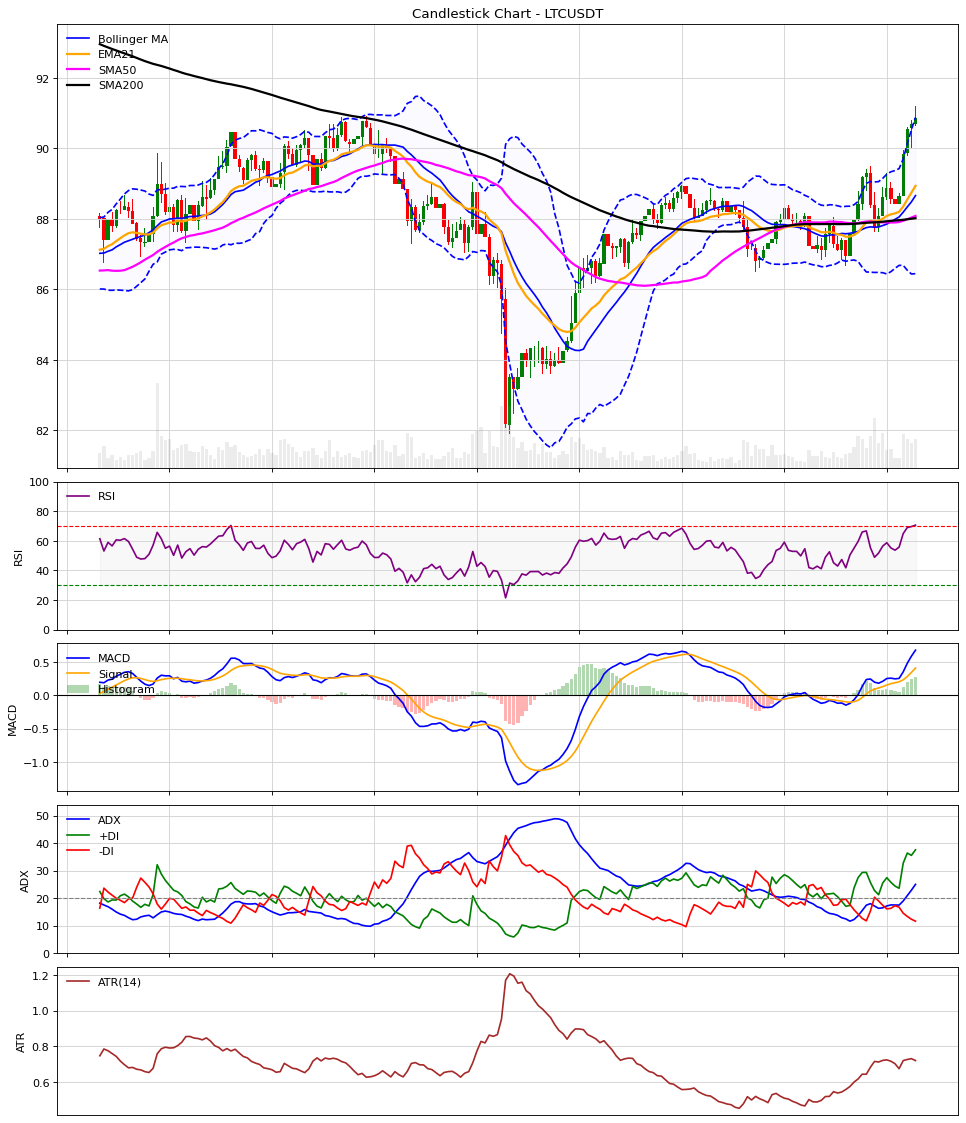 Candlestick Chart - LTCUSDT
Bollinger MA
EMA21
SMA50
SMA200
92
90
88
86
84
82
RSI
100
80
60
40
20
0
RSI
MACD
Signal
Histogram
0.5
0.0
−0.5
−1.0
MACD
ADX
+DI
-DI
50
40
30
20
10
0
ADX
ATR(14)
1.2
1.0
0.8
0.6
ATR